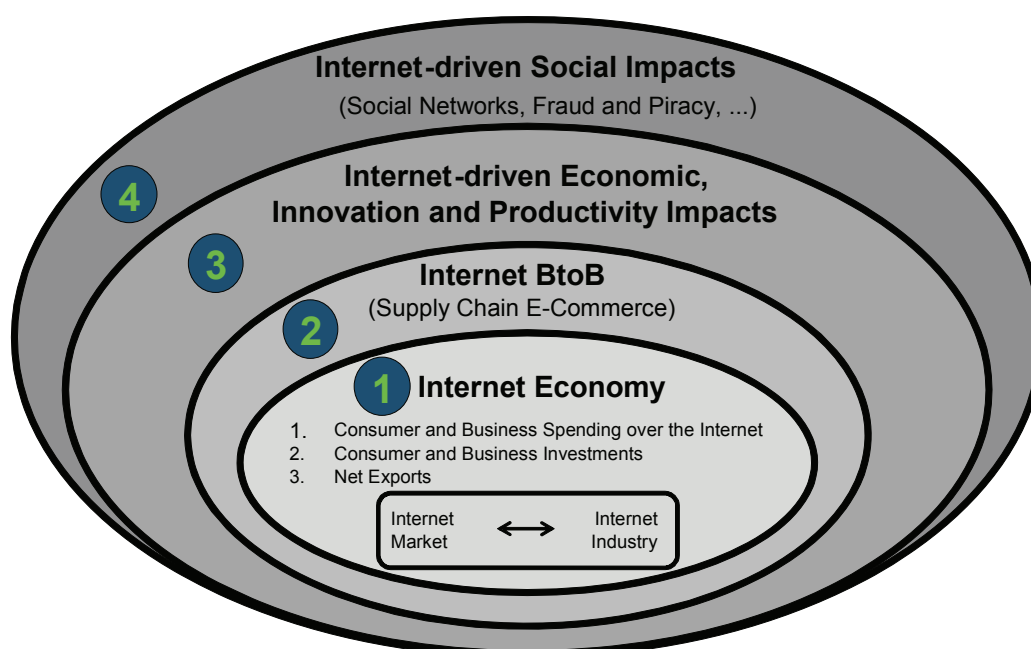 Internet-driven Social Impacts
(Social Networks, Fraud and Piracy, ...)
4
Internet-driven Economic,
Innovation and Productivity Impacts
3
Internet BtoB
(Supply Chain E-Commerce)
2
1
Internet Economy
1. Consumer and Business Spending over the Internet
2. Consumer and Business Investments
3. Net Exports
Internet Internet
Market Industry